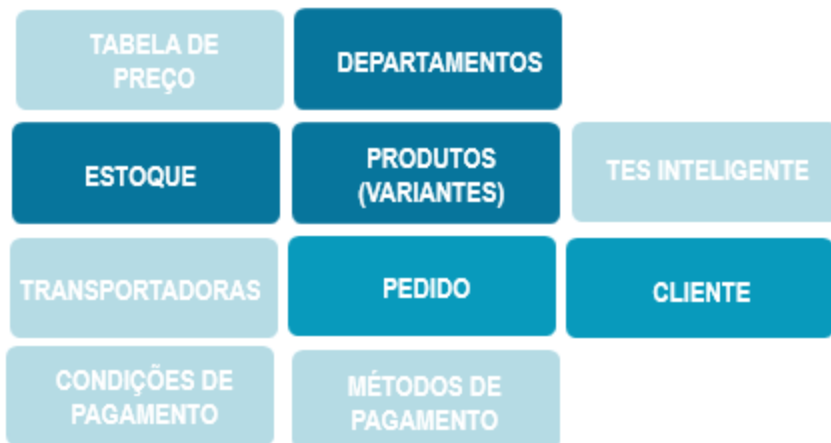 TABELA DE
PREÇO
DEPARTAMENTOS
ESTOQUE
PRODUTOS
(VARIANTES)
TES INTELIGENTE
TRANSPORTADORAS
PEDIDO
CLIENTE
CONDIÇÕES DE
PAGAMENTO
MÉTODOS DE
PAGAMENTO